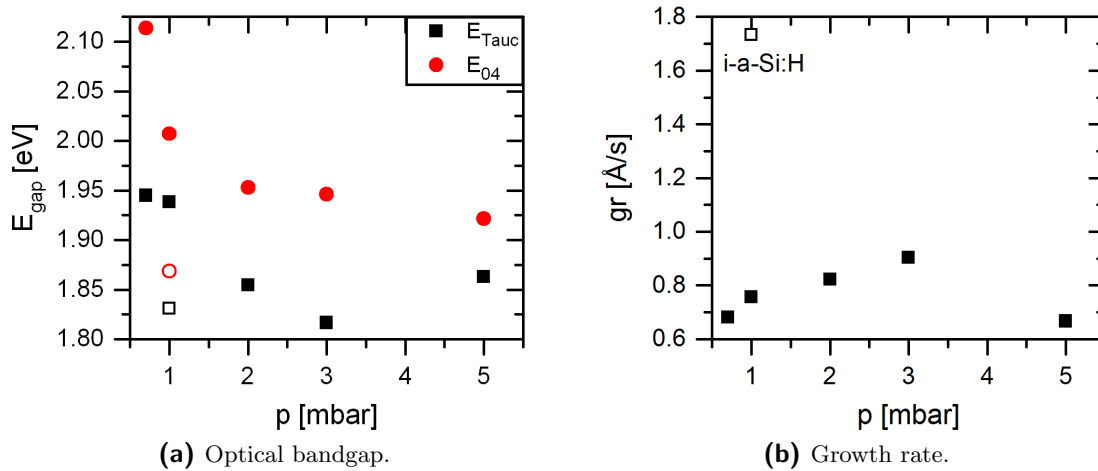 E_gap [eV]
2.10
2.05
2.00
1.95
1.90
1.85
1.80
E_Tauc
E_04
1 2 3 4 5
p [mbar]
(a) Optical bandgap.
gr [Å/s]
1.8
1.6
1.4
1.2
1.0
0.8
0.6
i-a-Si:H
1 2 3 4 5
p [mbar]
(b) Growth rate.